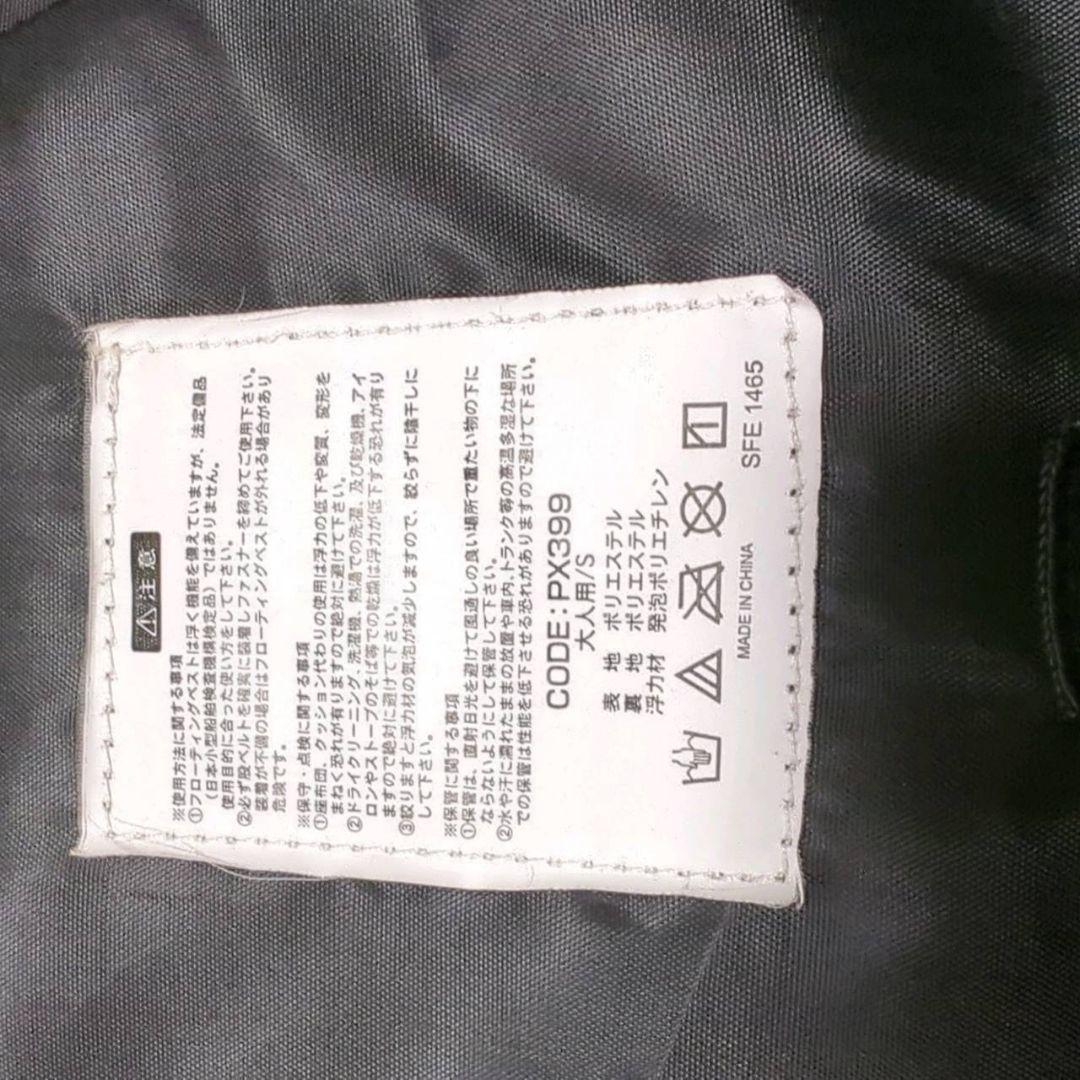 注意
※使用方法に関する事項
①フローティングベストは浮く機能を備えていますが、法定備品
（日本小型船舶検査機構検定品）ではありません。
使用目的に合った使い方をして下さい。
②必ず股ベルトを確実に装着しファスナーを締めてご使用下さい。
装着が不備の場合はフローティングベストが外れる場合があり
危険です。
※保守・点検に関する事項
①座布団、クッション代わりの使用は浮力の低下や変質、変形を
まねく恐れが有りますので絶対に避けて下さい。
②ドライクリーニング、洗濯機、熱湯での洗濯、及び乾燥機、アイ
ロンやストーブのそば等での乾燥は浮力が低下する恐れが有り
ますので絶対に避けて下さい。
③絞りますと浮力材の気泡が減少しますので、絞らずに陰干しに
して下さい。
※保管に関する事項
①保管は、直射日光を避けて風通しの良い場所で重たい物の下に
ならないようにして保管して下さい。
②水や汗に濡れたままの放置や車内、トランク等の高温多湿な場所
での保管は性能を低下させる恐れがありますので避けて下さい。
CODE：PX399
大人用/S
表地 ポリエステル
裏地 ポリエステル
浮力材 発泡ポリエチレン
MADE IN CHINA
SFE 1465